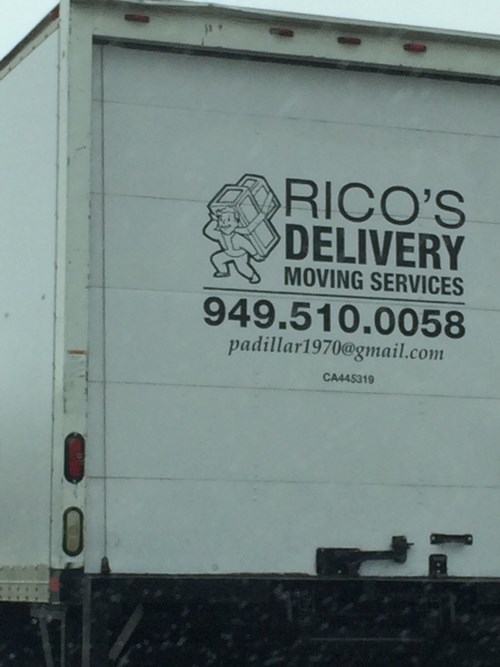 RICO'S
DELIVERY
MOVING SERVICES
949.510.0058
padillar1970@gmail.com
CA445319